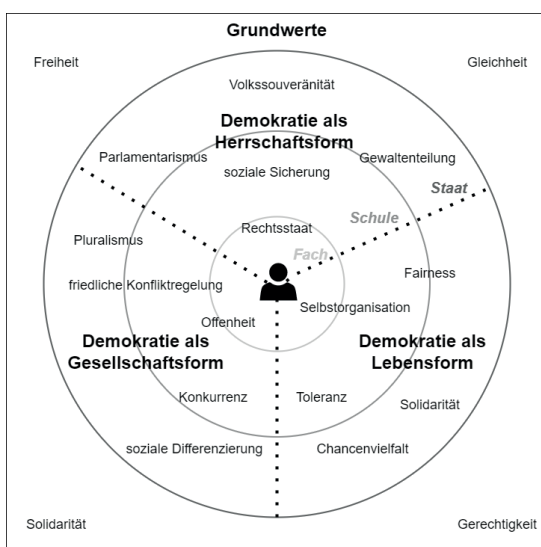 Grundwerte
Freiheit
Gleichheit
Volkssouveränität
Demokratie als
Herrschaftsform
Parlamentarismus
Gewaltenteilung
soziale Sicherung
Staat
Schule
Rechtsstaat
Pluralismus
Fach
Fairness
friedliche Konfliktregelung
Selbstorganisation
Offenheit
Demokratie als
Gesellschaftsform
Demokratie als
Lebensform
Konkurrenz
Toleranz
Solidarität
soziale Differenzierung
Chancenvielfalt
Solidarität
Gerechtigkeit